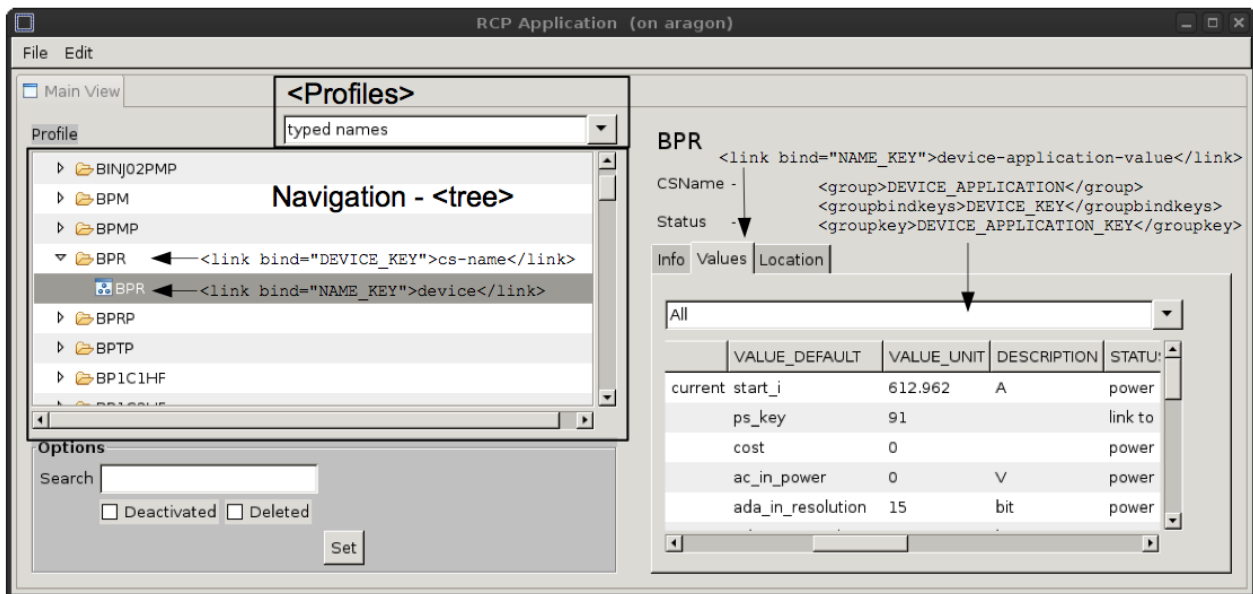 RCP Application (on aragon)
File Edit
Main View
<Profiles>
Profile
typed names
BINJ02PMP
Navigation - <tree>
BPM
BPMP
BPR
<link bind="DEVICE_KEY">cs-name</link>
BPR
<link bind="NAME_KEY">device</link>
BPRP
BPTP
BP1C1HF
Options
Search
Deactivated Deleted
Set
BPR
<link bind="NAME_KEY">device-application-value</link>
CSName -
<group>DEVICE_APPLICATION</group>
<groupbindkeys>DEVICE_KEY</groupbindkeys>
Status -
<groupkey>DEVICE_APPLICATION_KEY</groupkey>
Info Values Location
All
VALUE_DEFAULT VALUE_UNIT DESCRIPTION STATU
current start_i 612.962 A power
ps_key 91 link to
cost 0 power
ac_in_power 0 V power
ada_in_resolution 15 bit power